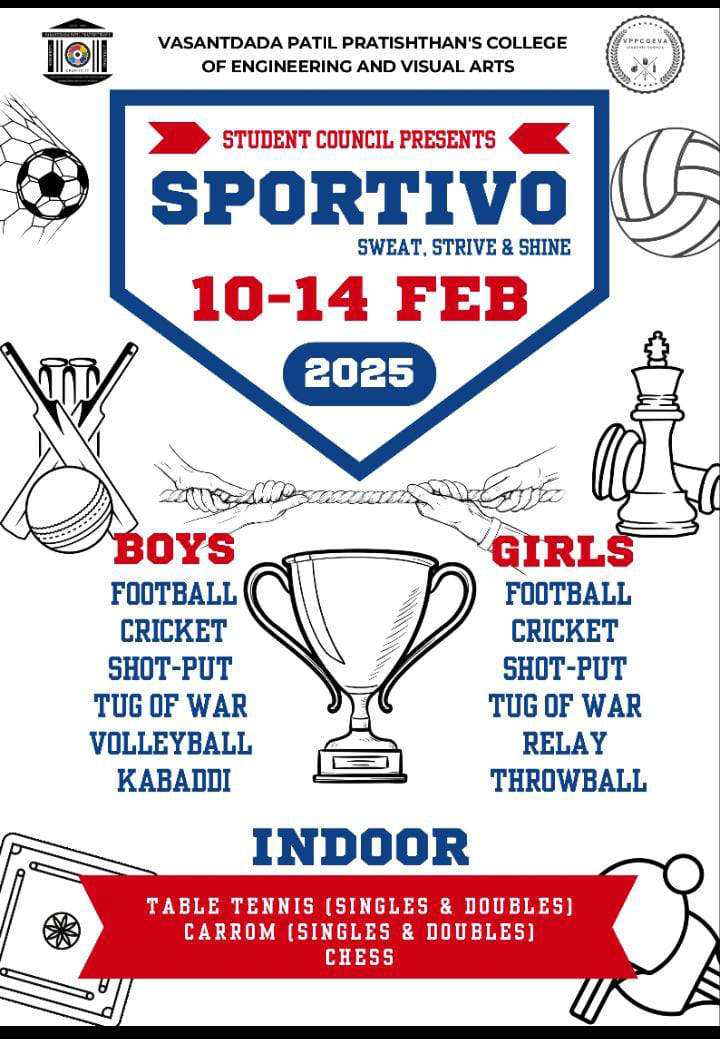 VASANTDADA PATIL PRATISHTHAN'S COLLEGE
OF ENGINEERING AND VISUAL ARTS
VPPCOEVA
STUDENT COUNCIL PRESENTS
SPORTIVO
SWEAT, STRIVE & SHINE
10-14 FEB
2025
BOYS
FOOTBALL
CRICKET
SHOT-PUT
TUG OF WAR
VOLLEYBALL
KABADDI
GIRLS
FOOTBALL
CRICKET
SHOT-PUT
TUG OF WAR
RELAY
THROWBALL
INDOOR
TABLE TENNIS (SINGLES & DOUBLES)
CARROM (SINGLES & DOUBLES)
CHESS